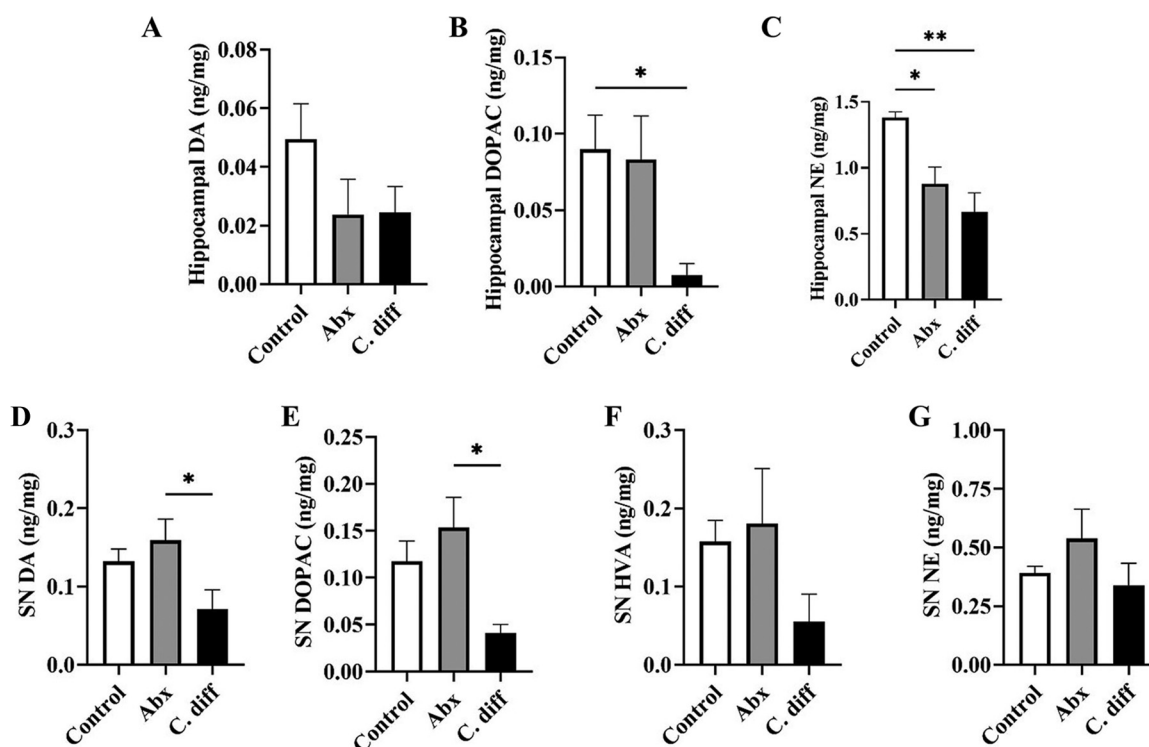 A
Hippocampal DA (ng/mg)
0.08
0.06
0.04
0.02
0.00
Control
Abx
C. diff
B
Hippocampal DOPAC (ng/mg)
0.15
0.10
0.05
0.00
*
Control
Abx
C. diff
C
Hippocampal NE (ng/mg)
1.5
1.0
0.5
0.0
**
*
Control
Abx
C. diff
D
SN DA (ng/mg)
0.3
0.2
0.1
0.0
*
Control
Abx
C. diff
E
SN DOPAC (ng/mg)
0.25
0.20
0.15
0.10
0.05
0.00
*
Control
Abx
C. diff
F
SN HVA (ng/mg)
0.3
0.2
0.1
0.0
Control
Abx
C. diff
G
SN NE (ng/mg)
1.00
0.75
0.50
0.25
0.00
Control
Abx
C. diff